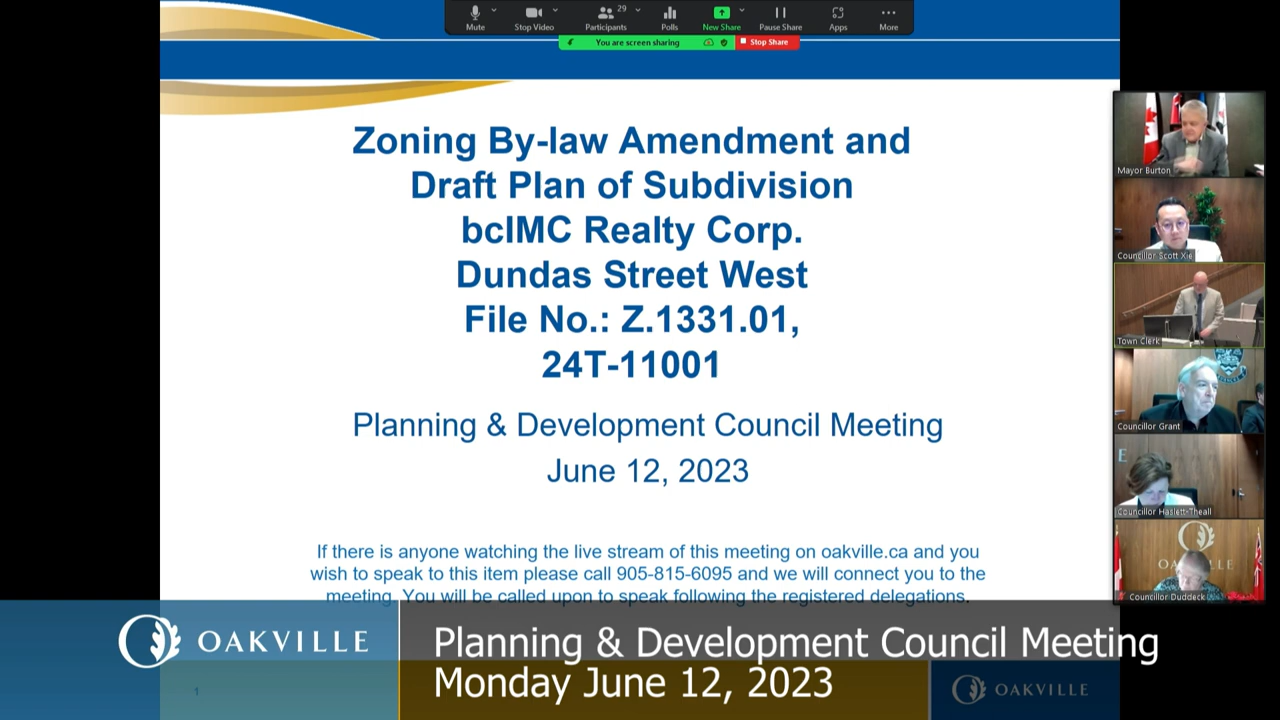 Mute
Stop Video
Participants
29
Polls
New Share
Pause Share
Apps
More
You are screen sharing
Stop Share
Zoning By-law Amendment and
Draft Plan of Subdivision
bcIMC Realty Corp.
Dundas Street West
File No.: Z.1331.01,
24T-11001
Planning & Development Council Meeting
June 12, 2023
If there is anyone watching the live stream of this meeting on oakville.ca and you
wish to speak to this item please call 905-815-6095 and we will connect you to the
meeting. You will be called upon to speak following the registered delegations.
Mayor Burton
Councillor Scott Xie
Town Clerk
Councillor Grant
E
Councillor Haslett-Theall
Councillor Duddeck
OAKVILLE
Planning & Development Council Meeting
Monday June 12, 2023
1
OAKVILLE